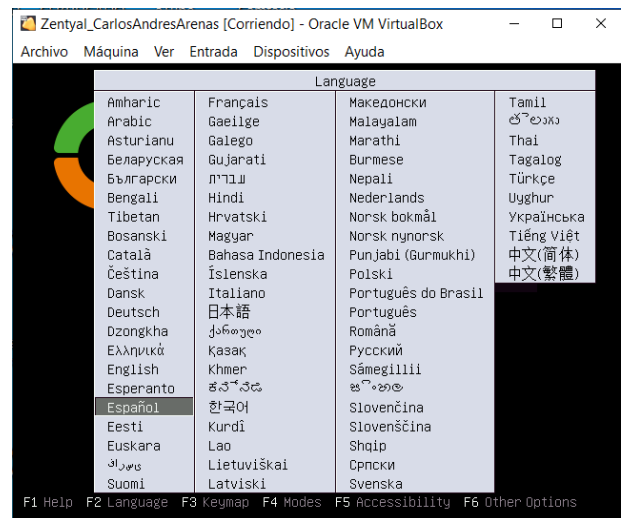 Zentyal_CarlosAndresArenas [Corriendo] - Oracle VM VirtualBox
Archivo Máquina Ver Entrada Dispositivos Ayuda
Language
Amharic
Arabic
Asturianu
Беларуская
Български
Bengali
Tibetan
Bosanski
Català
Čeština
Dansk
Deutsch
Dzongkha
Ελληνικά
English
Esperanto
Español
Eesti
Euskara
Suomi
Français
Gaeilge
Galego
Gujarati
עברית
Hindi
Hrvatski
Magyar
Bahasa Indonesia
Íslenska
Italiano
日本語
ქართული
Қазақ
Khmer
ಕನ್ನಡ
한국어
Kurdî
Lao
Lietuviškai
Latviski
Македонски
Malayalam
Marathi
Burmese
Nepali
Nederlands
Norsk bokmål
Norsk nynorsk
Punjabi (Gurmukhi)
Polski
Português do Brasil
Português
Română
Русский
Sámegillii
Slovenčina
Slovenščina
Shqip
Српски
Svenska
Tamil
Thai
Tagalog
Türkçe
Uyghur
Українська
Tiếng Việt
中文(简体)
中文(繁體)
F1 Help F2 Language F3 Keymap F4 Modes F5 Accessibility F6 Other Options